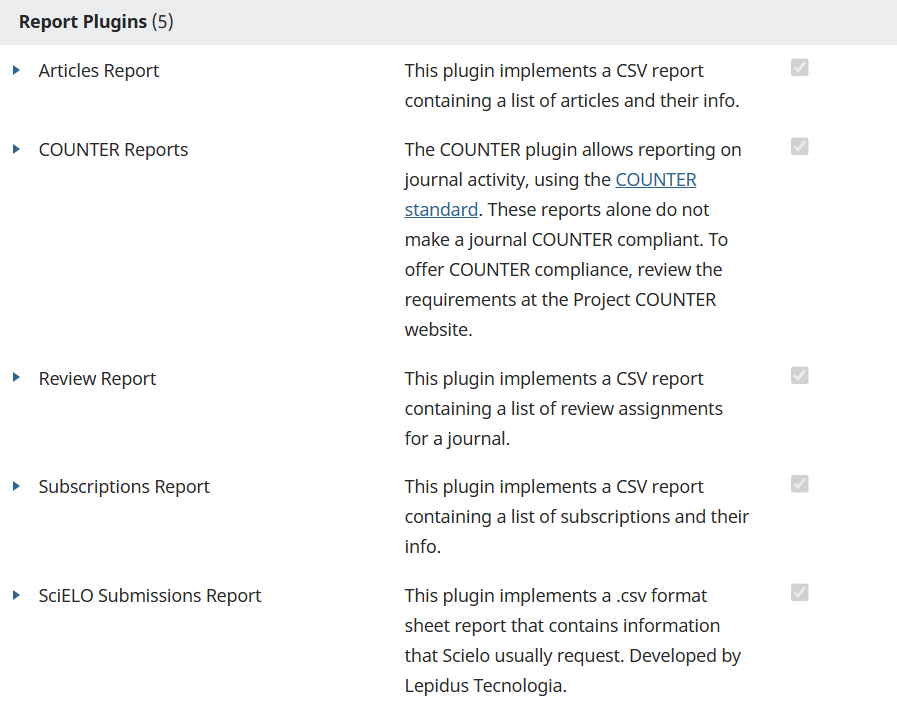 Report Plugins (5)
Articles Report
This plugin implements a CSV report
containing a list of articles and their info.
COUNTER Reports
The COUNTER plugin allows reporting on
journal activity, using the COUNTER
standard. These reports alone do not
make a journal COUNTER compliant. To
offer COUNTER compliance, review the
requirements at the Project COUNTER
website.
Review Report
This plugin implements a CSV report
containing a list of review assignments
for a journal.
Subscriptions Report
This plugin implements a CSV report
containing a list of subscriptions and their
info.
SciELO Submissions Report
This plugin implements a .csv format
sheet report that contains information
that Scielo usually request. Developed by
Lepidus Tecnologia.